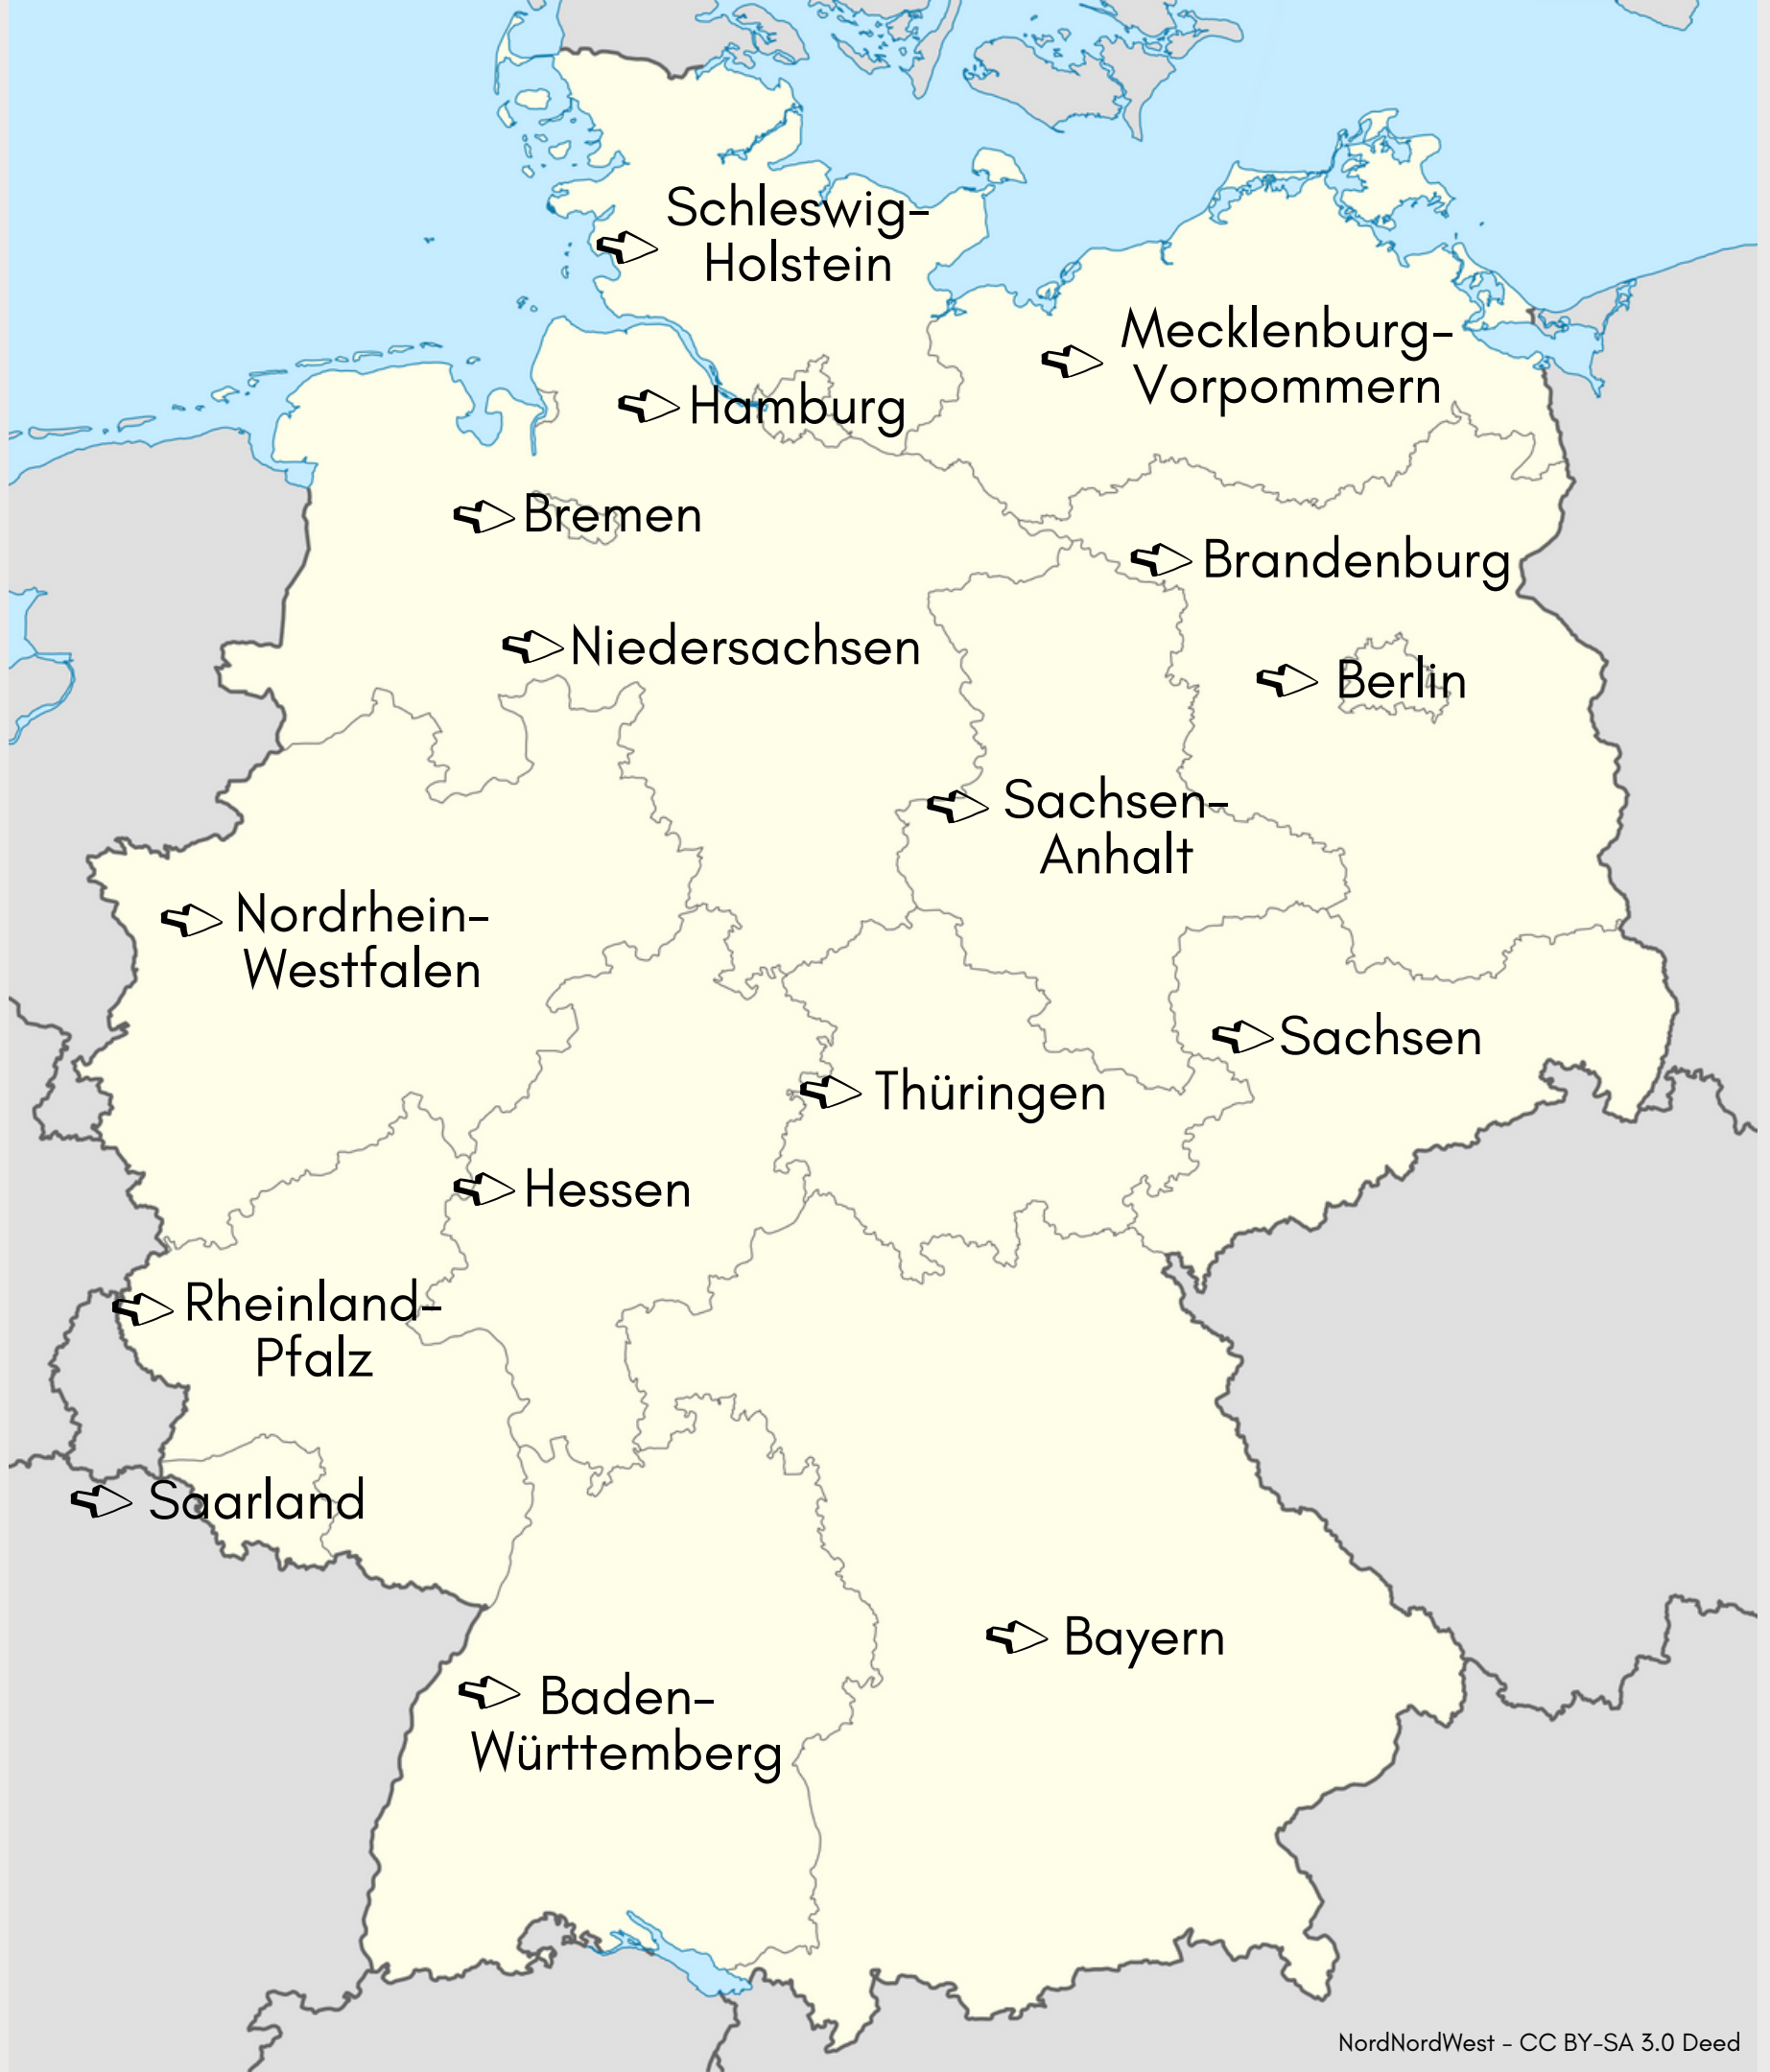 Schleswig-
Holstein
Mecklenburg-
Vorpommern
Hamburg
Bremen
Brandenburg
Niedersachsen
Berlin
Sachsen-
Anhalt
Nordrhein-
Westfalen
Sachsen
Thüringen
Hessen
Rheinland-
Pfalz
Saarland
Bayern
Baden-
Württemberg
NordNordWest - CC BY-SA 3.0 Deed